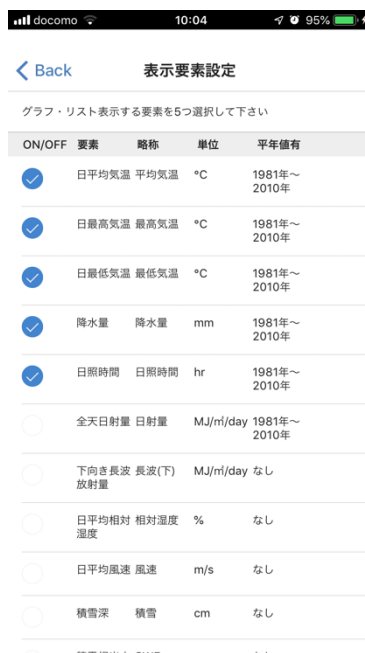 docomo 10:04 95%
Back 表示要素設定
グラフ・リスト表示する要素を5つ選択して下さい
ON/OFF 要素 略称 単位 平年値有
日平均気温 平均気温 °C 1981年～
2010年
日最高気温 最高気温 °C 1981年～
2010年
日最低気温 最低気温 °C 1981年～
2010年
降水量 降水量 mm 1981年～
2010年
日照時間 日照時間 hr 1981年～
2010年
全天日射量 日射量 MJ/㎡/day 1981年～
2010年
下向き長波 長波(下) MJ/㎡/day なし
放射量
日平均相対 相対湿度 % なし
湿度
日平均風速 風速 m/s なし
積雪深 積雪 cm なし